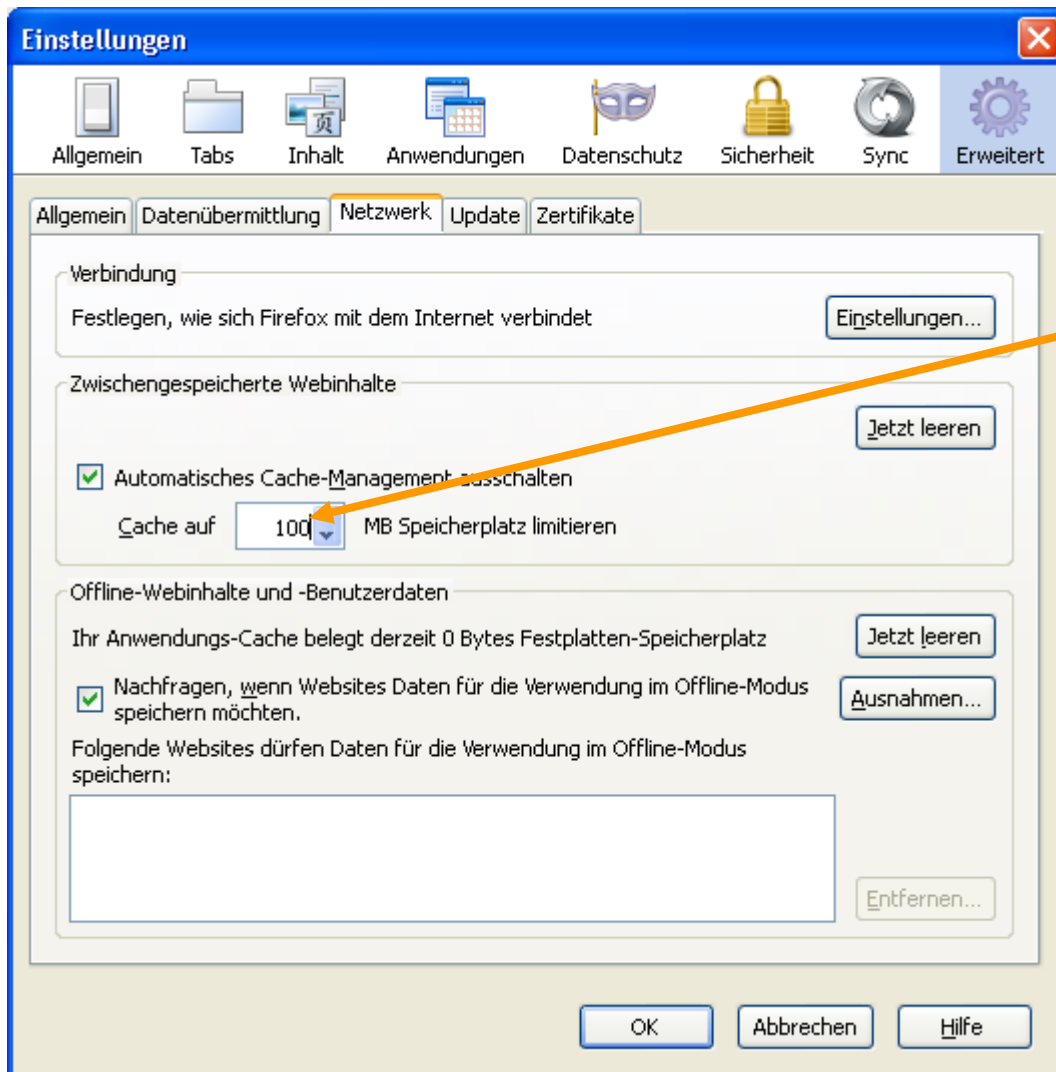 Einstellungen
页
Allgemein Tabs Inhalt Anwendungen Datenschutz Sicherheit Sync Erweitert
Allgemein Datenübermittlung Netzwerk Update Zertifikate
Verbindung
Festlegen, wie sich Firefox mit dem Internet verbindet Einstellungen...
Zwischengespeicherte Webinhalte
Jetzt leeren
Automatisches Cache-Management ausschalten
Cache auf 100 MB Speicherplatz limitieren
Offline-Webinhalte und -Benutzerdaten
Ihr Anwendungs-Cache belegt derzeit 0 Bytes Festplatten-Speicherplatz Jetzt leeren
Nachfragen, wenn Websites Daten für die Verwendung im Offline-Modus
speichern möchten. Ausnahmen...
Folgende Websites dürfen Daten für die Verwendung im Offline-Modus
speichern:
Entfernen...
OK Abbrechen Hilfe